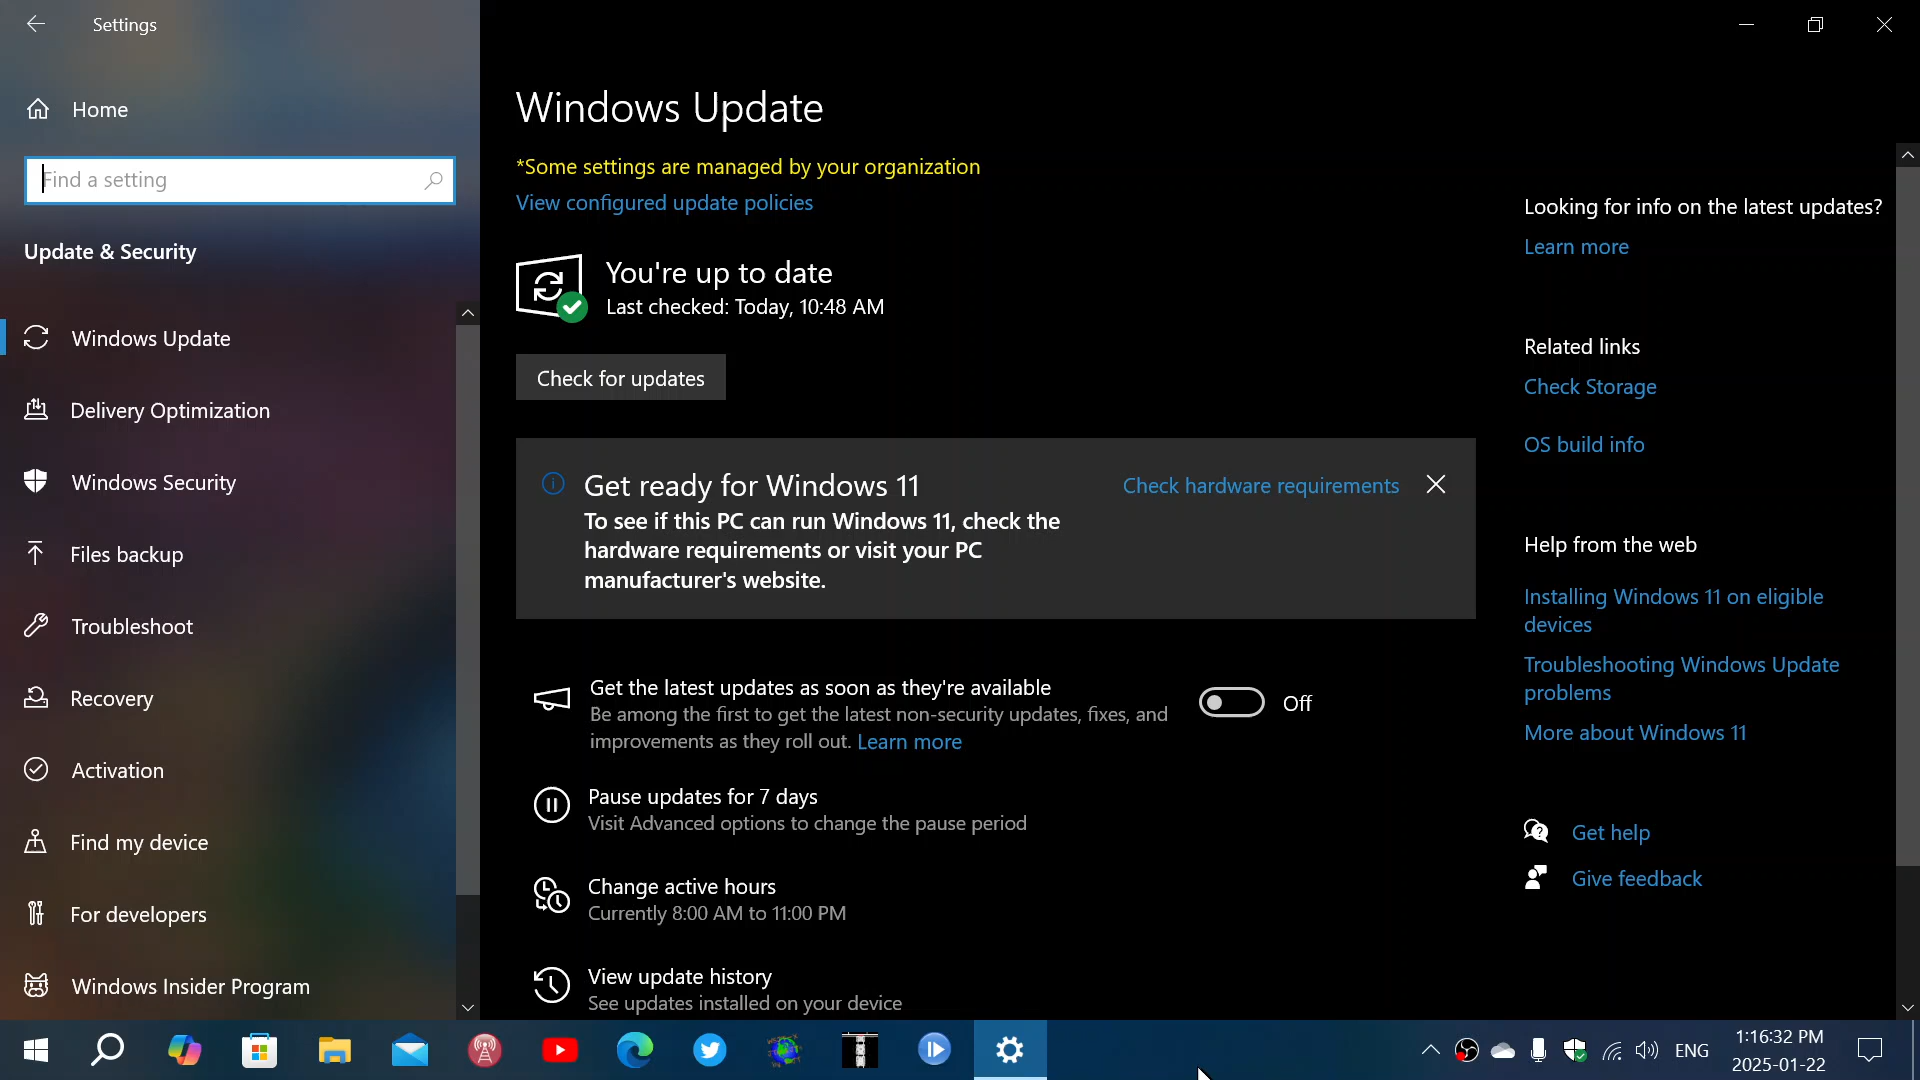 Settings
Home
Find a setting
Update & Security
Windows Update
Delivery Optimization
Windows Security
Files backup
Troubleshoot
Recovery
Activation
Find my device
For developers
Windows Insider Program
Windows Update
*Some settings are managed by your organization
View configured update policies
You're up to date
Last checked: Today, 10:48 AM
Check for updates
Get ready for Windows 11
Check hardware requirements
To see if this PC can run Windows 11, check the
hardware requirements or visit your PC
manufacturer's website.
Get the latest updates as soon as they're available
Be among the first to get the latest non-security updates, fixes, and
improvements as they roll out. Learn more
Off
Pause updates for 7 days
Visit Advanced options to change the pause period
Change active hours
Currently 8:00 AM to 11:00 PM
View update history
See updates installed on your device
Looking for info on the latest updates?
Learn more
Related links
Check Storage
OS build info
Help from the web
Installing Windows 11 on eligible
devices
Troubleshooting Windows Update
problems
More about Windows 11
Get help
Give feedback
ENG
1:16:32 PM
2025-01-22